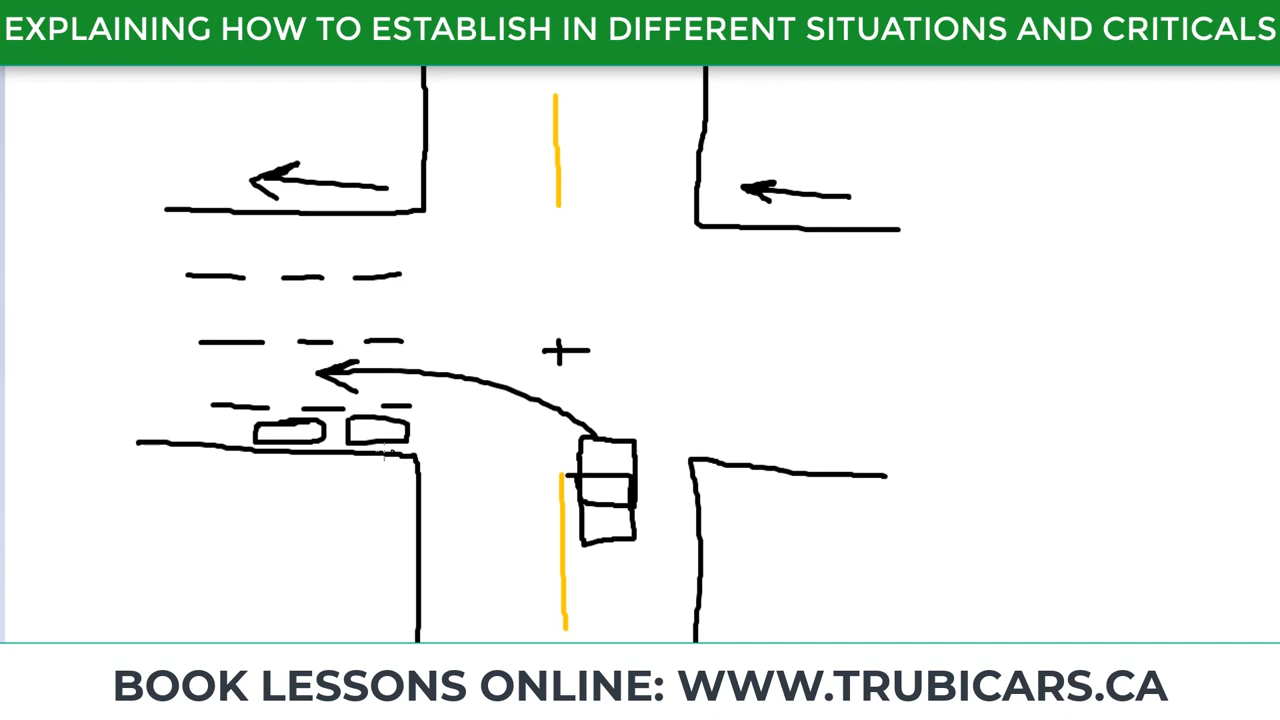 EXPLAINING HOW TO ESTABLISH IN DIFFERENT SITUATIONS AND CRITICALS
BOOK LESSONS ONLINE: WWW.TRUBICARS.CA